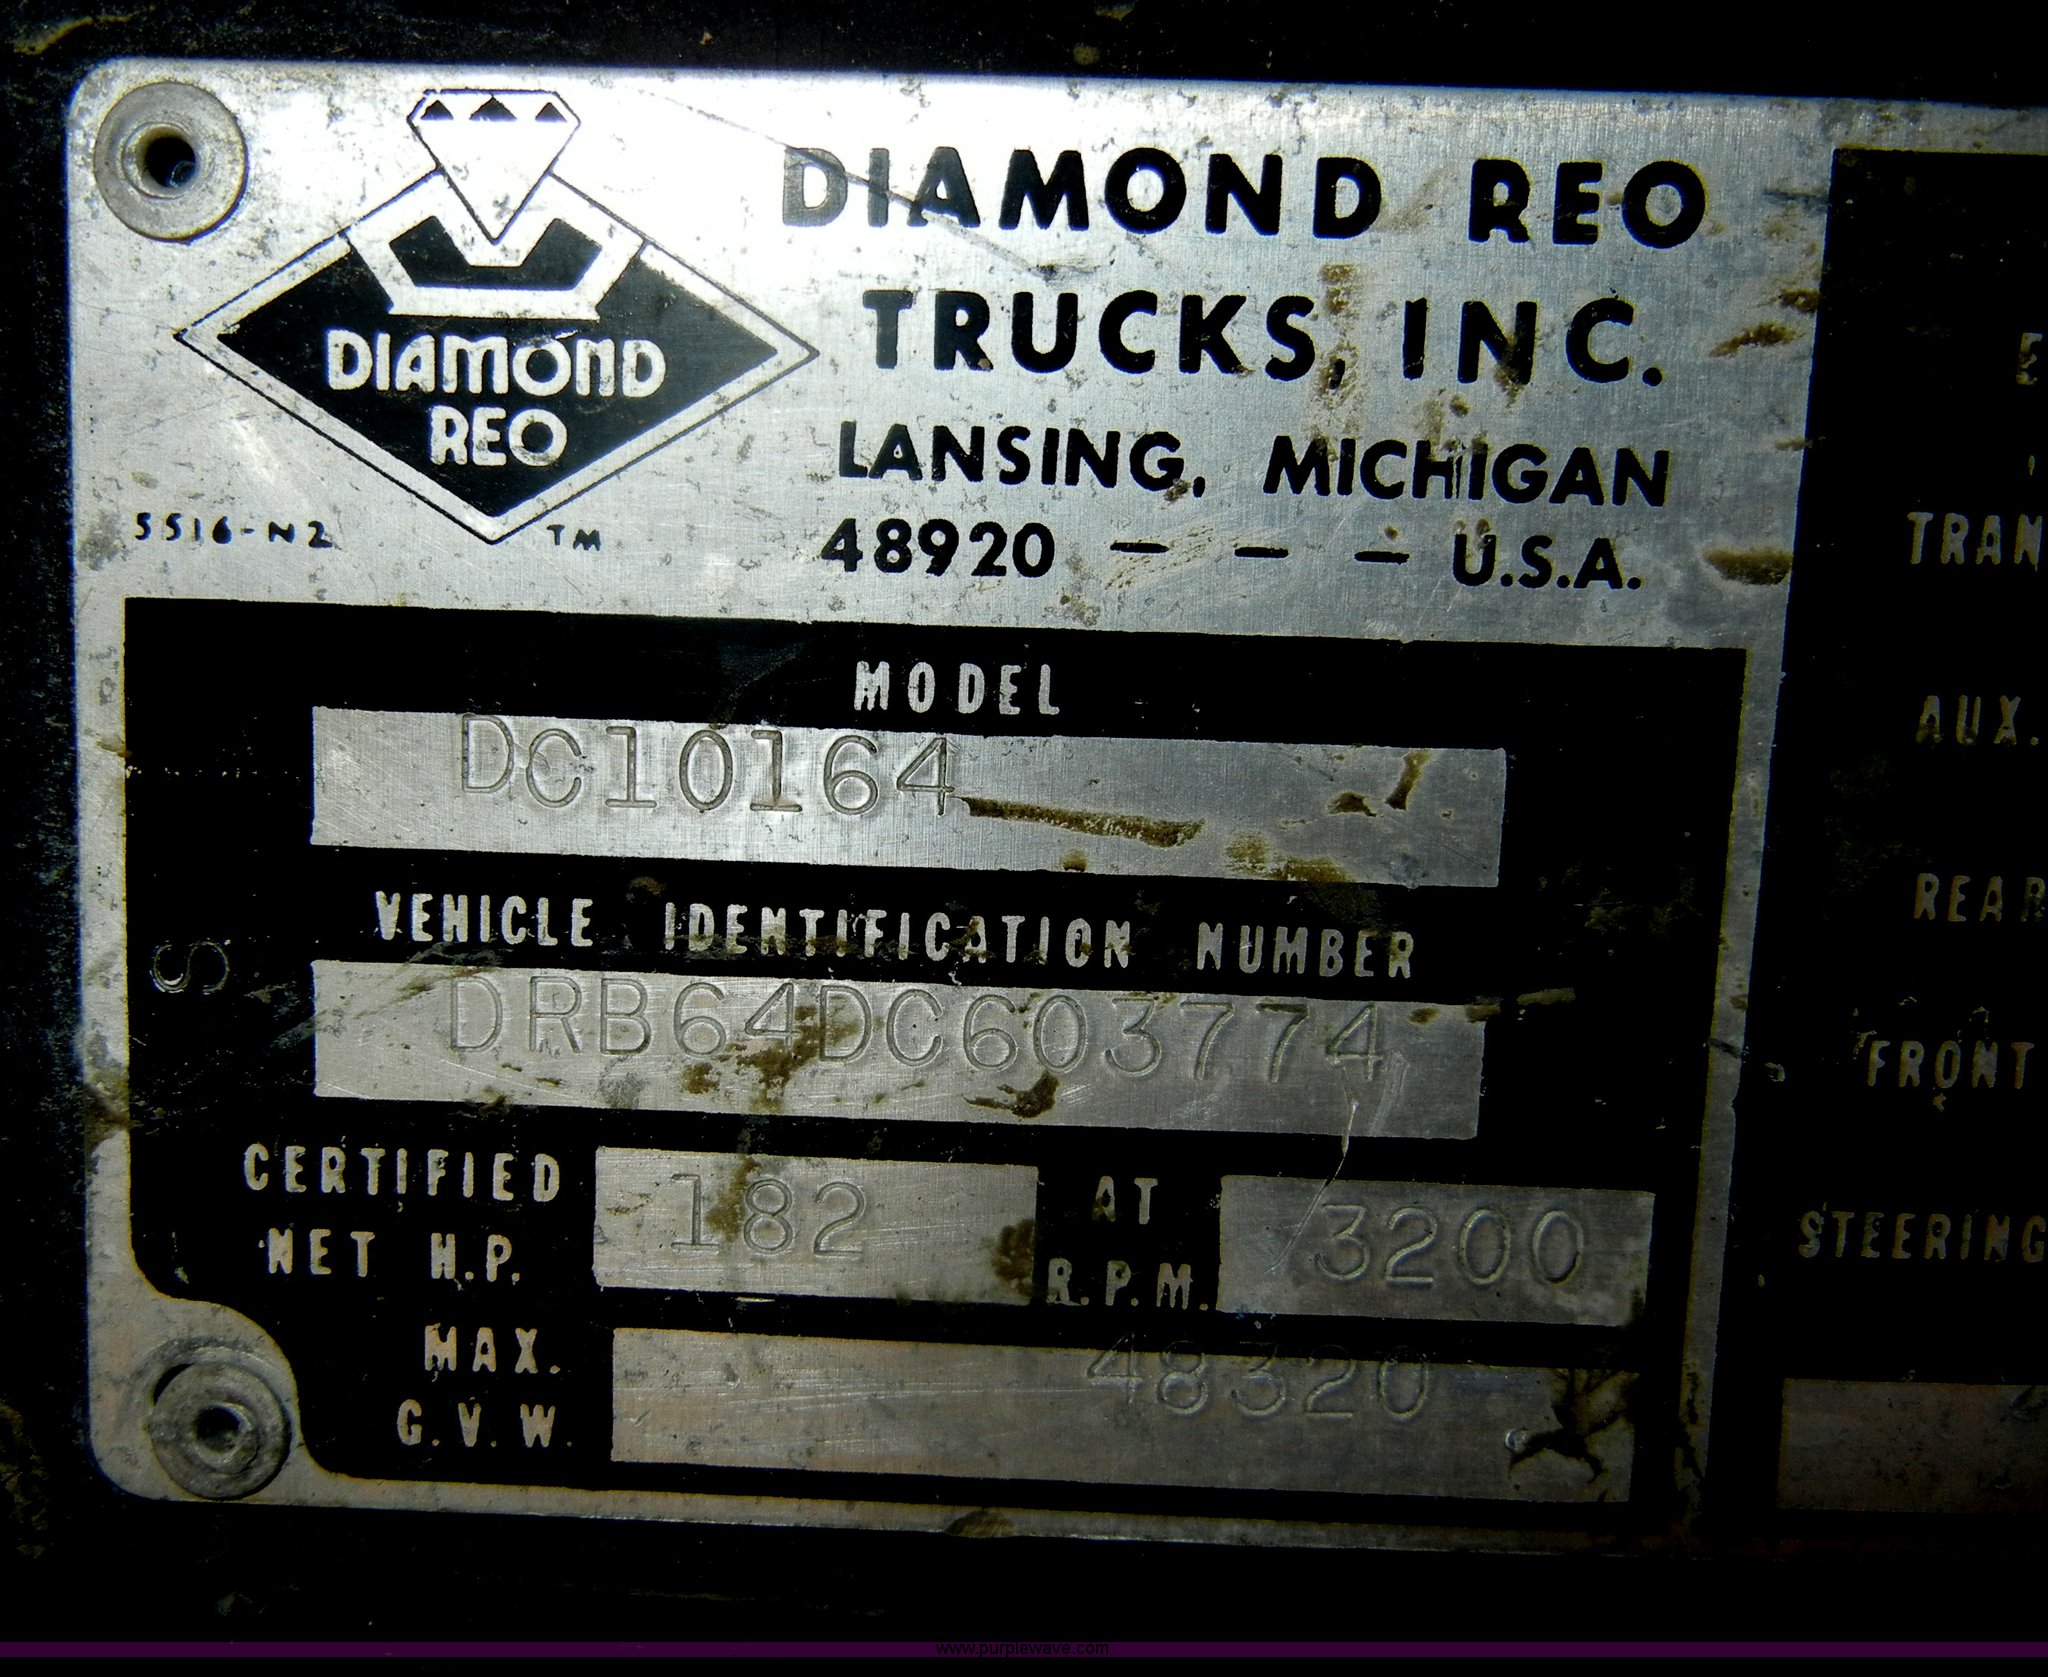 DIAMOND REO
DIAMOND REO
TRUCKS, INC.
LANSING, MICHIGAN
48920 - - - U.S.A.
5516-N2
TM
MODEL
DC10164
VEHICLE IDENTIFICATION NUMBER
S
DRB64DC603774
CERTIFIED NET H.P.
182
AT R.P.M.
3200
MAX. G.V.W.
48320
E
TRAN
AUX.
REAR
FRONT
STEERING
www.purplewave.com